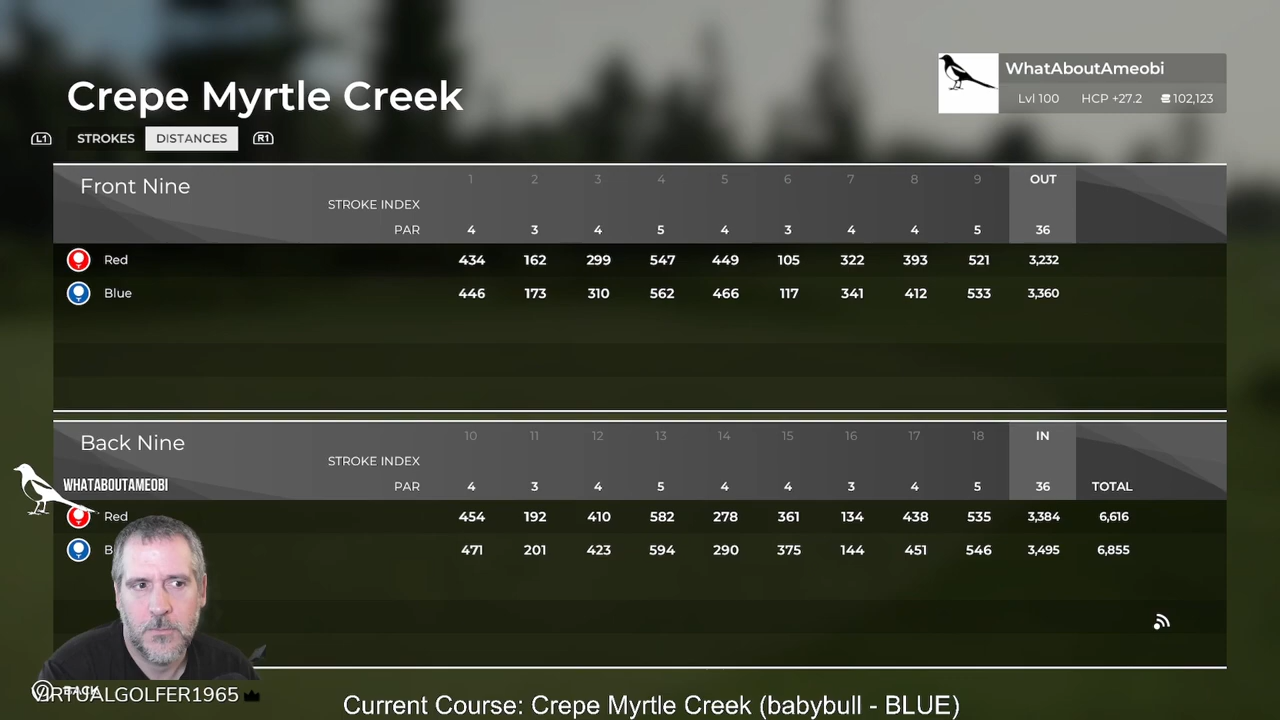 Crepe Myrtle Creek
WhatAboutAmeobi
Lvl 100 HCP +27.2 102,123
L1 STROKES DISTANCES R1
Front Nine 1 2 3 4 5 6 7 8 9 OUT
STROKE INDEX
PAR 4 3 4 5 4 3 4 4 5 36
Red 434 162 299 547 449 105 322 393 521 3,232
Blue 446 173 310 562 466 117 341 412 533 3,360
Back Nine 10 11 12 13 14 15 16 17 18 IN
STROKE INDEX
WHATABOUTAMEOBI
PAR 4 3 4 5 4 4 3 4 5 36 TOTAL
Red 454 192 410 582 278 361 134 438 535 3,384 6,616
471 201 423 594 290 375 144 451 546 3,495 6,855
VIRTUALGOLFER1965
Current Course: Crepe Myrtle Creek (babybull - BLUE)